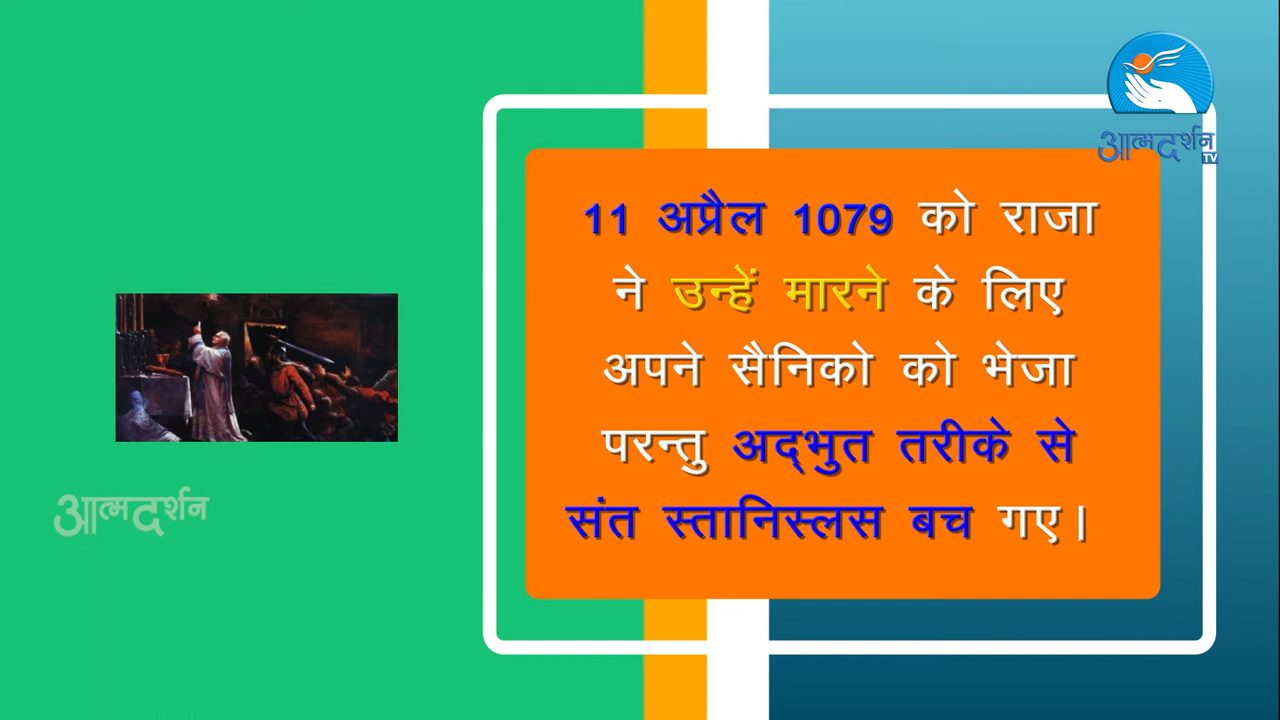 आत्मदर्शन
TV
11 अप्रैल 1079 को राजा
ने उन्हें मारने के लिए
अपने सैनिको को भेजा
परन्तु अद्भुत तरीके से
संत स्तानिस्लस बच गए।
आत्मदर्शन